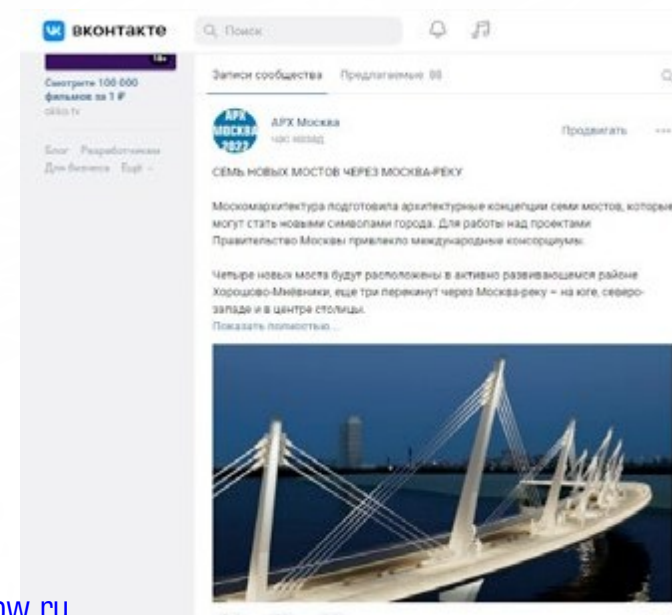 вконтакте
Поиск
18+
Смотрите 100 000
фильмов за 1 ₽
okko.tv
Блог Разработчикам
Для бизнеса Ещё
Записи сообщества Предлагаемые 88
АРХ
МОСКВА
2022
АРХ Москва
час назад
Продвигать
СЕМЬ НОВЫХ МОСТОВ ЧЕРЕЗ МОСКВА-РЕКУ
Москомархитектура подготовила архитектурные концепции семи мостов, которые
могут стать новыми символами города. Для работы над проектами
Правительство Москвы привлекло международные консорциумы.
Четыре новых моста будут расположены в активно развивающемся районе
Хорошово-Мнёвники, еще три перекинут через Москва-реку – на юге, северо-
западе и в центре столицы.
Показать полностью...